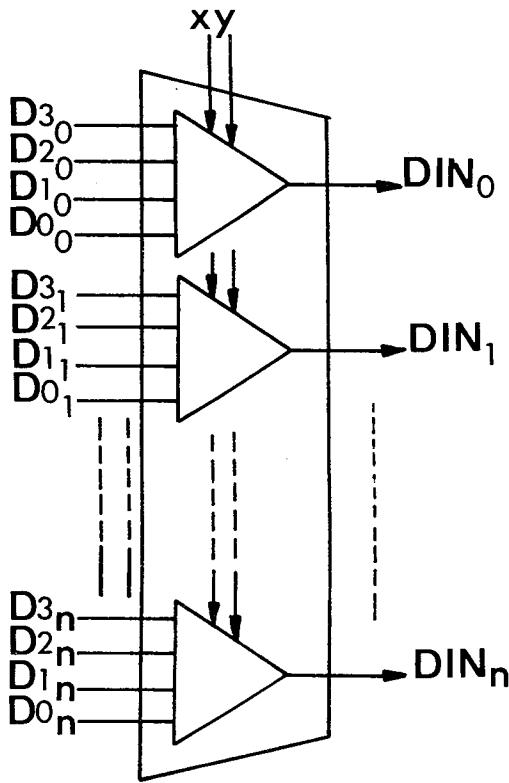 xy
D3₀
D2₀
D1₀
D0₀
DIN₀
D3₁
D2₁
D1₁
D0₁
DIN₁
D3n
D2n
D1n
D0n
DINn